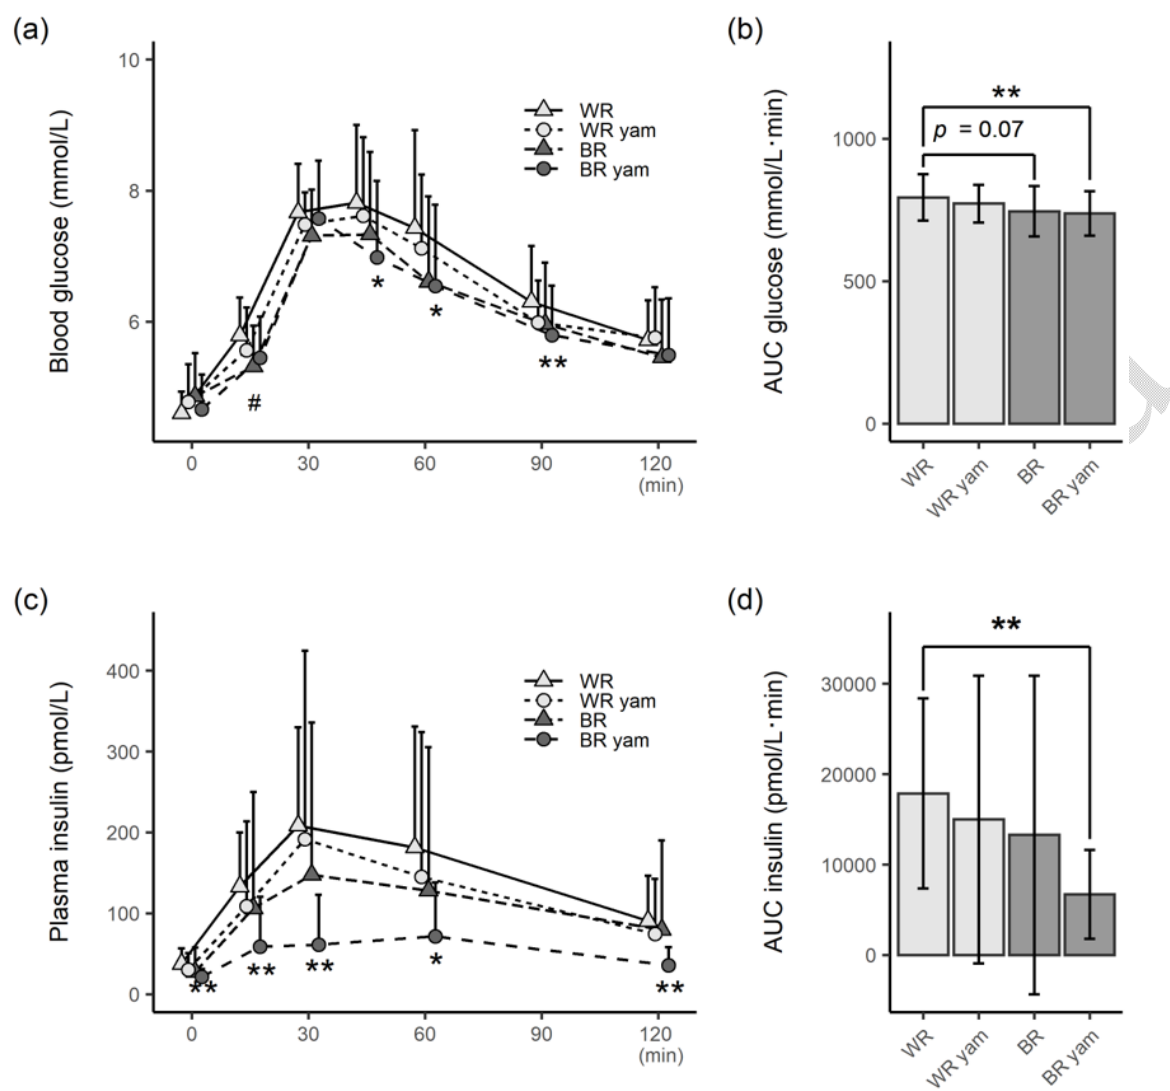 (a)
Blood glucose (mmol/L)
10
8
6
WR
WR yam
BR
BR yam
#
*
*
**
0 30 60 90 120
(min)
(b)
AUC glucose (mmol/L·min)
1000
500
0
**
p = 0.07
WR WR yam BR BR yam
(c)
Plasma insulin (pmol/L)
400
300
200
100
0
WR
WR yam
BR
BR yam
** ** ** * **
0 30 60 90 120
(min)
(d)
AUC insulin (pmol/L·min)
30000
20000
10000
0
**
WR WR yam BR BR yam